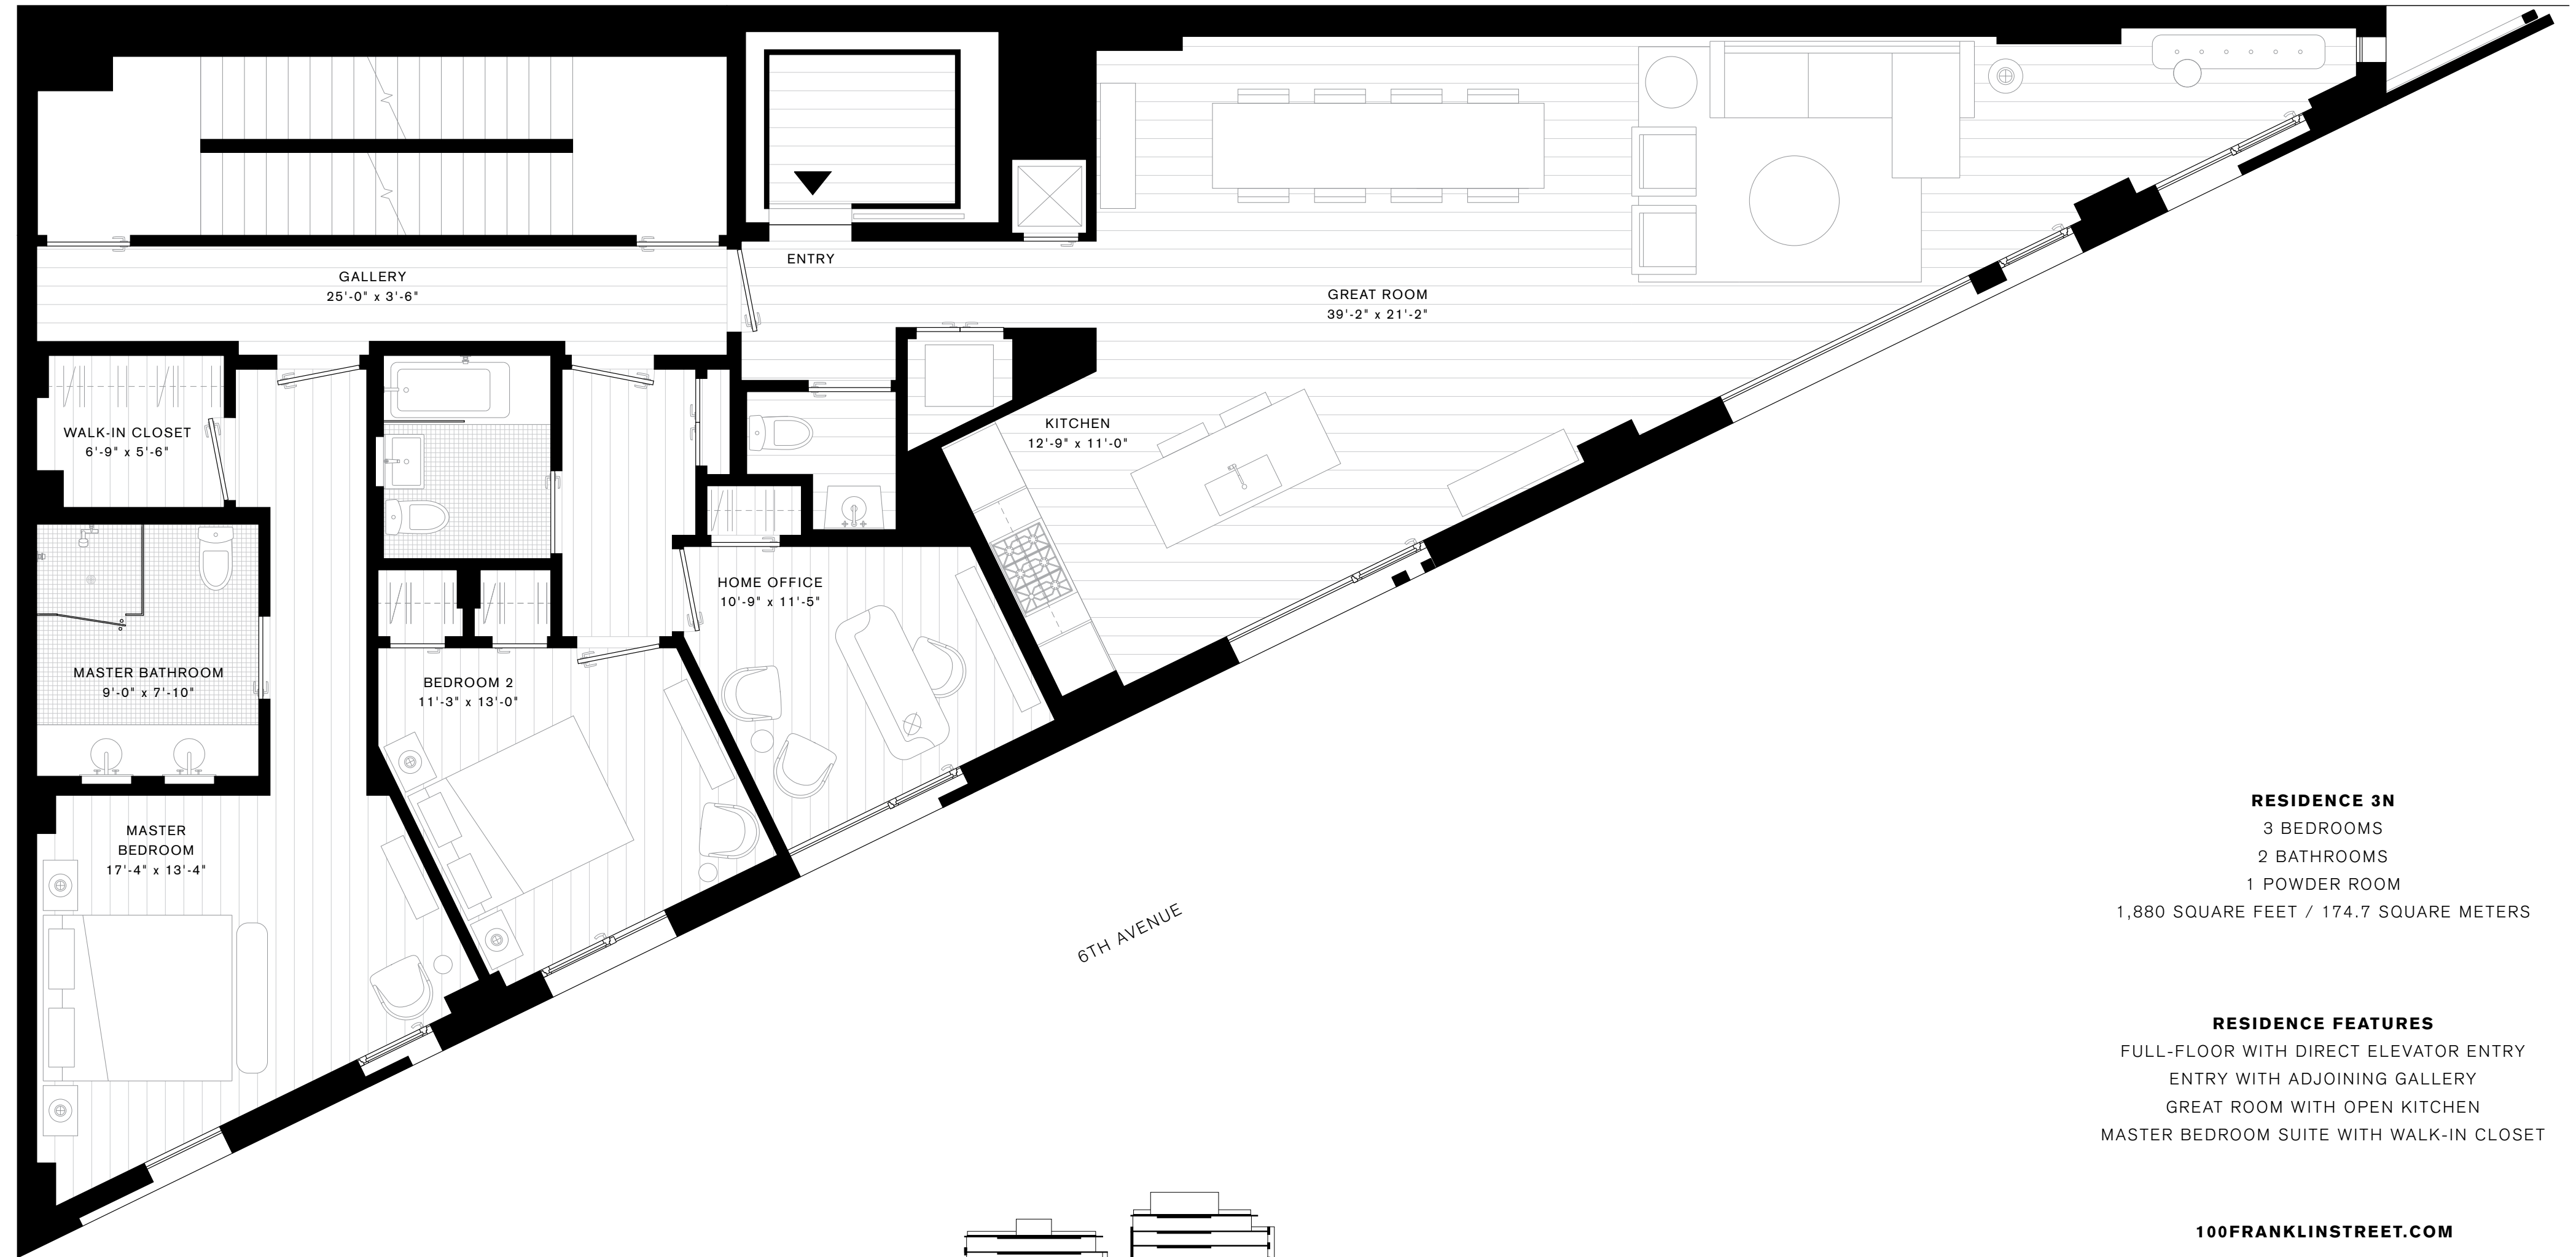 ENTRY
GALLERY
25'-0" x 3'-6"
GREAT ROOM
39'-2" x 21'-2"
WALK-IN CLOSET
6'-9" x 5'-6"
KITCHEN
12'-9" x 11'-0"
HOME OFFICE
10'-9" x 11'-5"
MASTER BATHROOM
9'-0" x 7'-10"
BEDROOM 2
11'-3" x 13'-0"
MASTER
BEDROOM
17'-4" x 13'-4"
6TH AVENUE
RESIDENCE 3N
3 BEDROOMS
2 BATHROOMS
1 POWDER ROOM
1,880 SQUARE FEET / 174.7 SQUARE METERS
RESIDENCE FEATURES
FULL-FLOOR WITH DIRECT ELEVATOR ENTRY
ENTRY WITH ADJOINING GALLERY
GREAT ROOM WITH OPEN KITCHEN
MASTER BEDROOM SUITE WITH WALK-IN CLOSET
100FRANKLINSTREET.COM